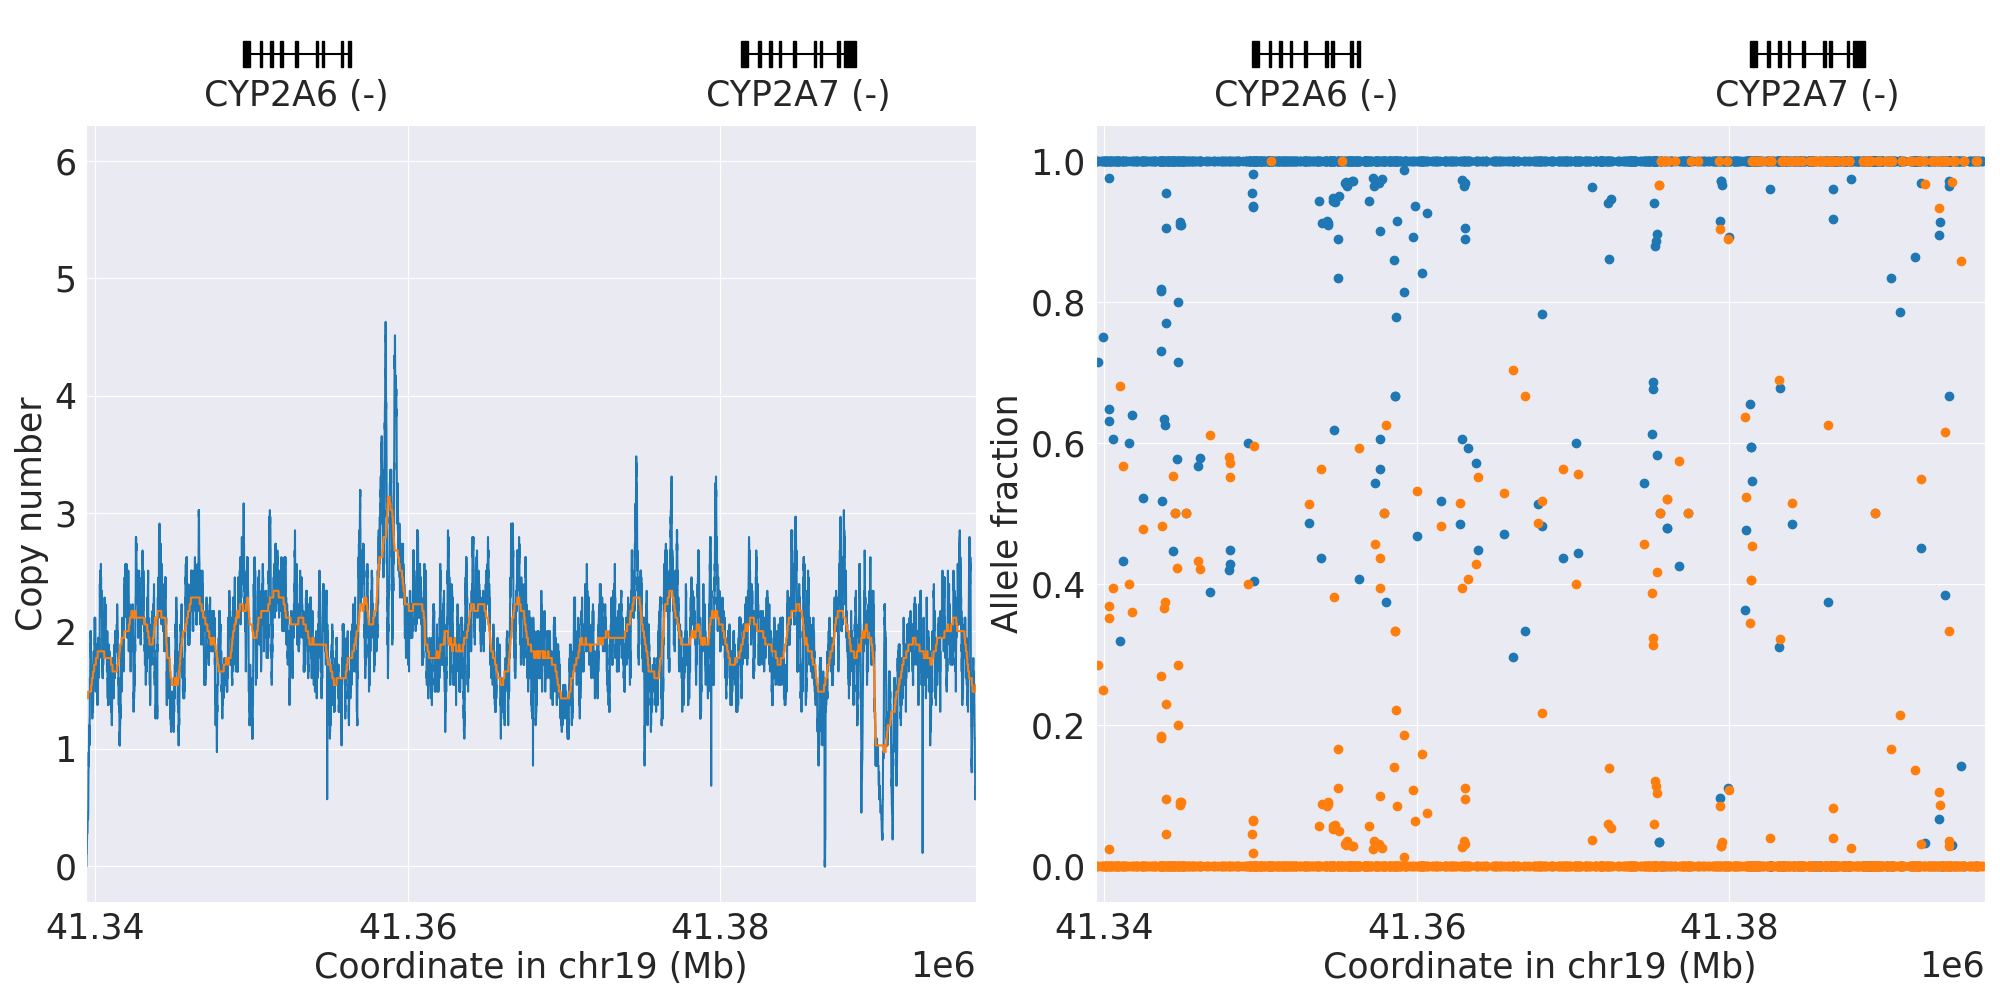 CYP2A6 (-)
CYP2A7 (-)
6
5
4
3
2
1
0
Copy number
41.34
41.36
41.38
Coordinate in chr19 (Mb)
1e6
CYP2A6 (-)
CYP2A7 (-)
1.0
0.8
0.6
0.4
0.2
0.0
Allele fraction
41.34
41.36
41.38
Coordinate in chr19 (Mb)
1e6